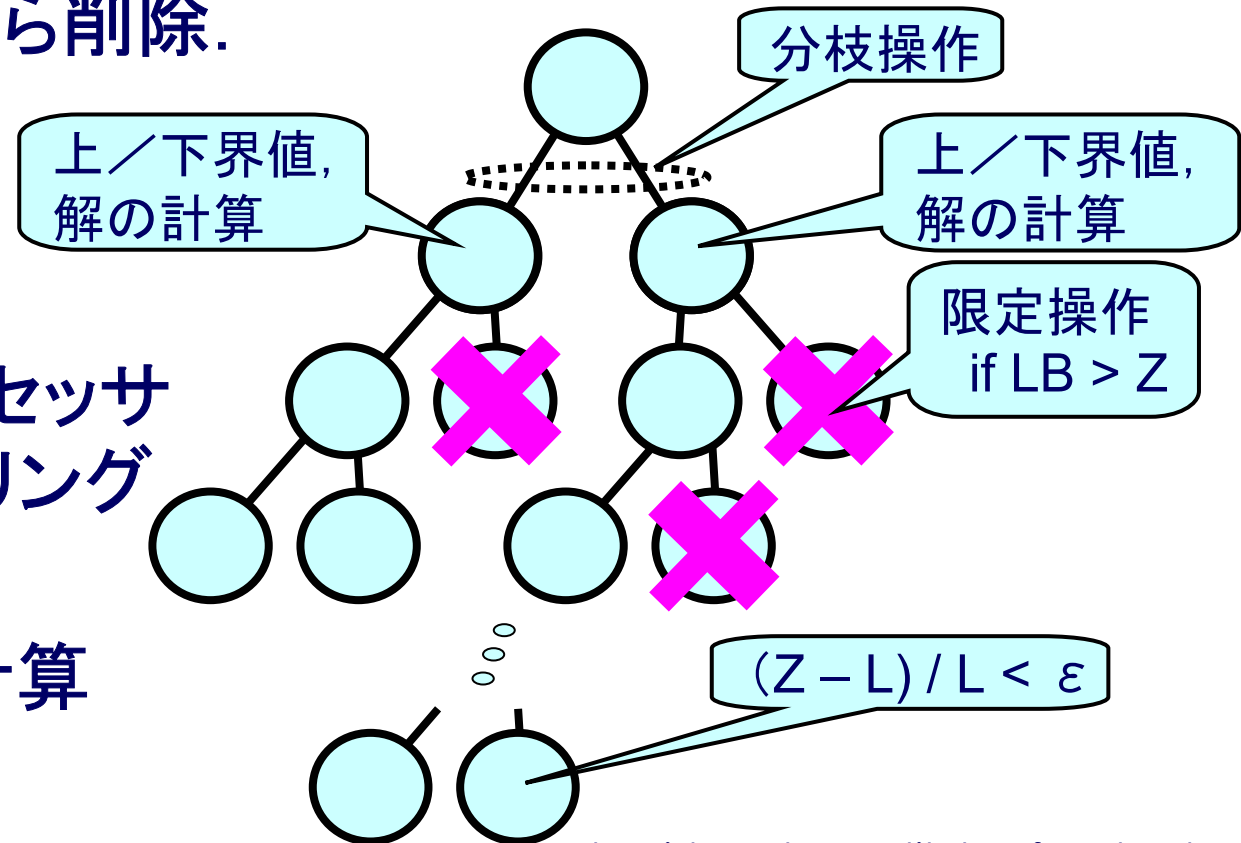 ら削除.
分枝操作
上／下界値,
解の計算
上／下界値,
解の計算
限定操作
if LB > Z
セッサ
リング
計算
(Z – L) / L < ε